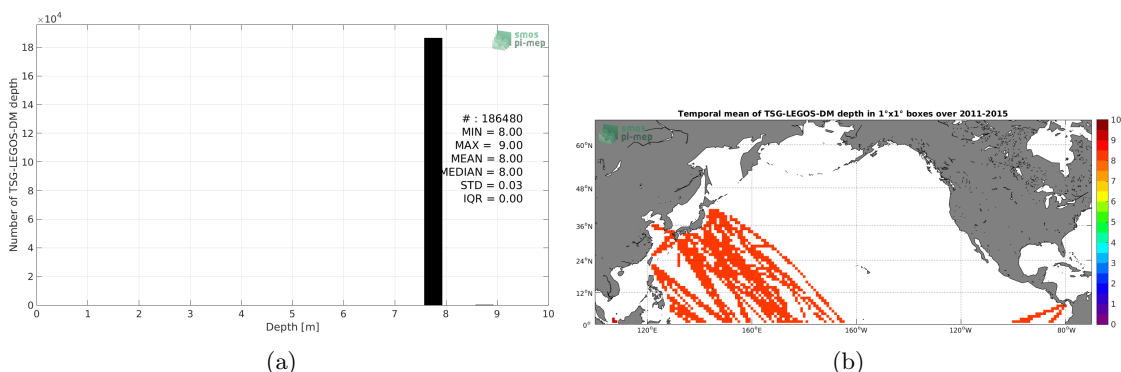 ×10⁴
smos
pi-mep
18
16
14
12
10
8
6
4
2
0
Number of TSG-LEGOS-DM depth
# : 186480
MIN = 8.00
MAX = 9.00
MEAN = 8.00
MEDIAN = 8.00
STD = 0.03
IQR = 0.00
0 1 2 3 4 5 6 7 8 9 10
Depth [m]
(a)
Temporal mean of TSG-LEGOS-DM depth in 1°x1° boxes over 2011-2015
smos
pi-mep
60°N
48°N
36°N
24°N
12°N
0°
120°E 160°E 160°W 120°W 80°W
10
9
8
7
6
5
4
3
2
1
0
(b)